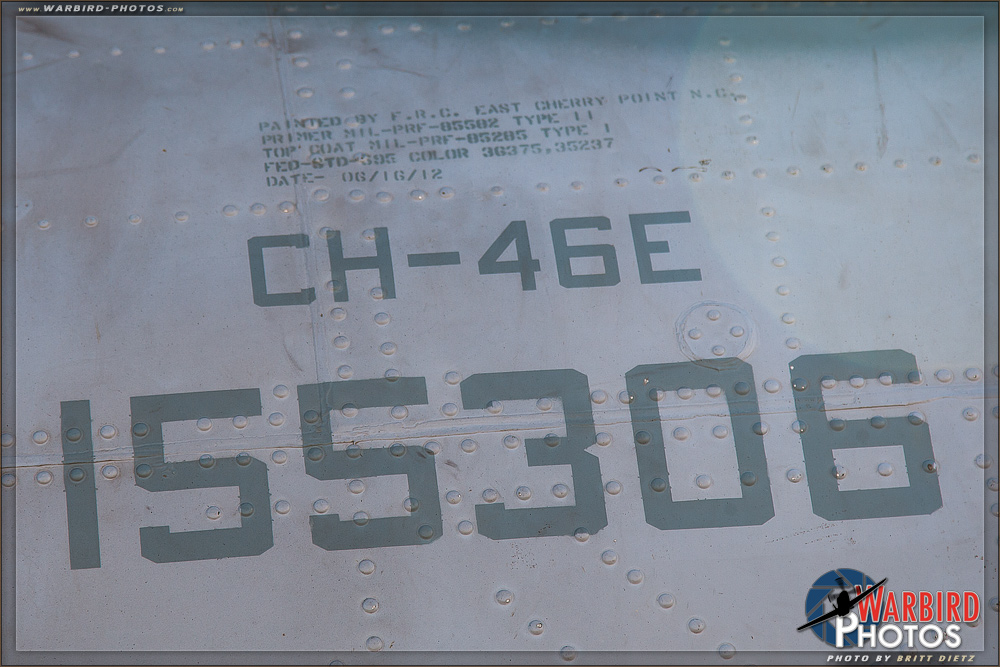 www.WARBIRD-PHOTOS.com
PAINTED BY F.R.C. EAST CHERRY POINT N.C.
PRIMER MIL-PRF-85582 TYPE II
TOP COAT MIL-PRF-85285 TYPE I
FED-STD-595 COLOR 36375,35237
DATE- 06/16/12
CH-46E
155306
WARBIRD
PHOTOS
PHOTO BY BRITT DIETZ